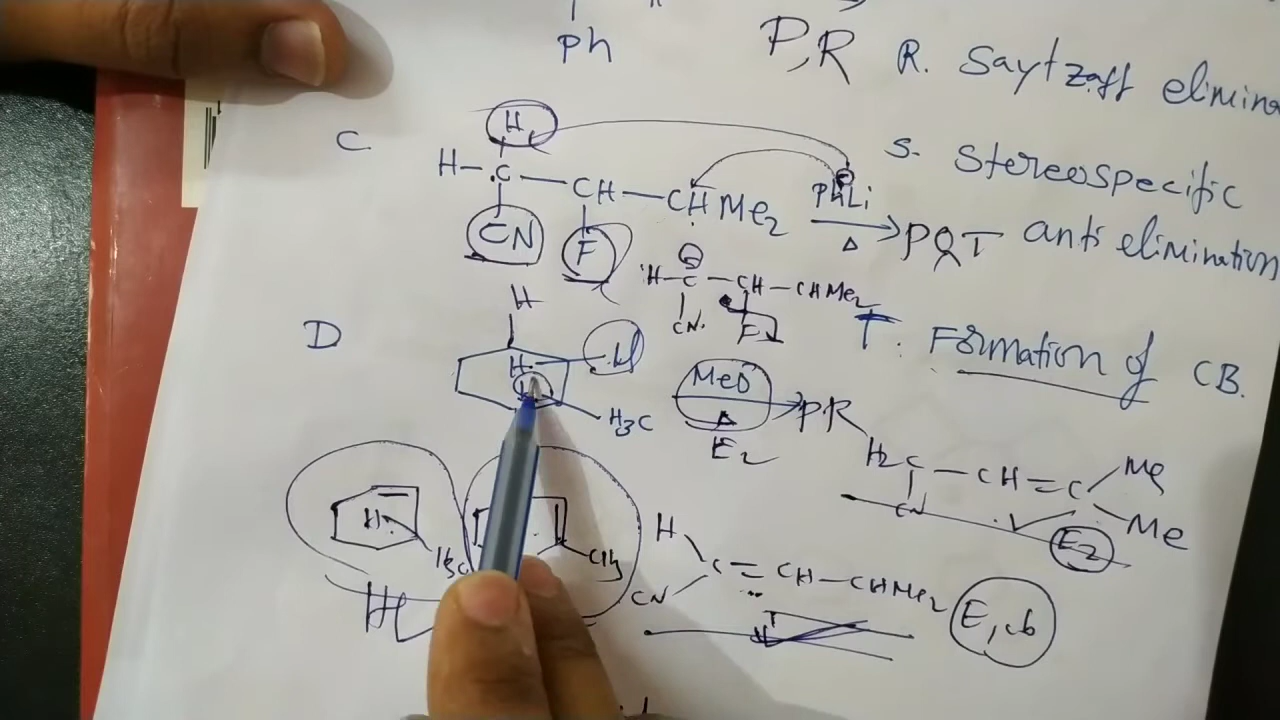 Ph
P,R R. Saytzaff elimina
C. H
H-C-CH-CHMe2 PhLi Δ → PQT
CN F
S. Stereospecific
anti elimination
H-C-CH-CHMe2
CN F
T. Formation of CB.
D H
H
H3C
MeO Δ → PR
E2
H2C-CH=C Me
CN Me
E2
H.
CH3
H
C=CH-CHMe2
CN
E1cb